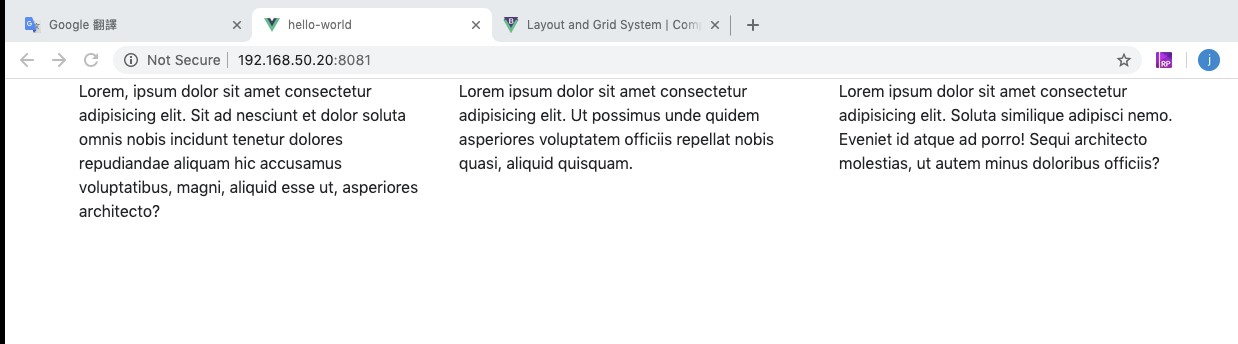 Google 翻譯
hello-world
Layout and Grid System | Com
Not Secure
192.168.50.20:8081
RP
j
Lorem, ipsum dolor sit amet consectetur
adipisicing elit. Sit ad nesciunt et dolor soluta
omnis nobis incidunt tenetur dolores
repudiandae aliquam hic accusamus
voluptatibus, magni, aliquid esse ut, asperiores
architecto?
Lorem ipsum dolor sit amet consectetur
adipisicing elit. Ut possimus unde quidem
asperiores voluptatem officiis repellat nobis
quasi, aliquid quisquam.
Lorem ipsum dolor sit amet consectetur
adipisicing elit. Soluta similique adipisci nemo.
Eveniet id atque ad porro! Sequi architecto
molestias, ut autem minus doloribus officiis?